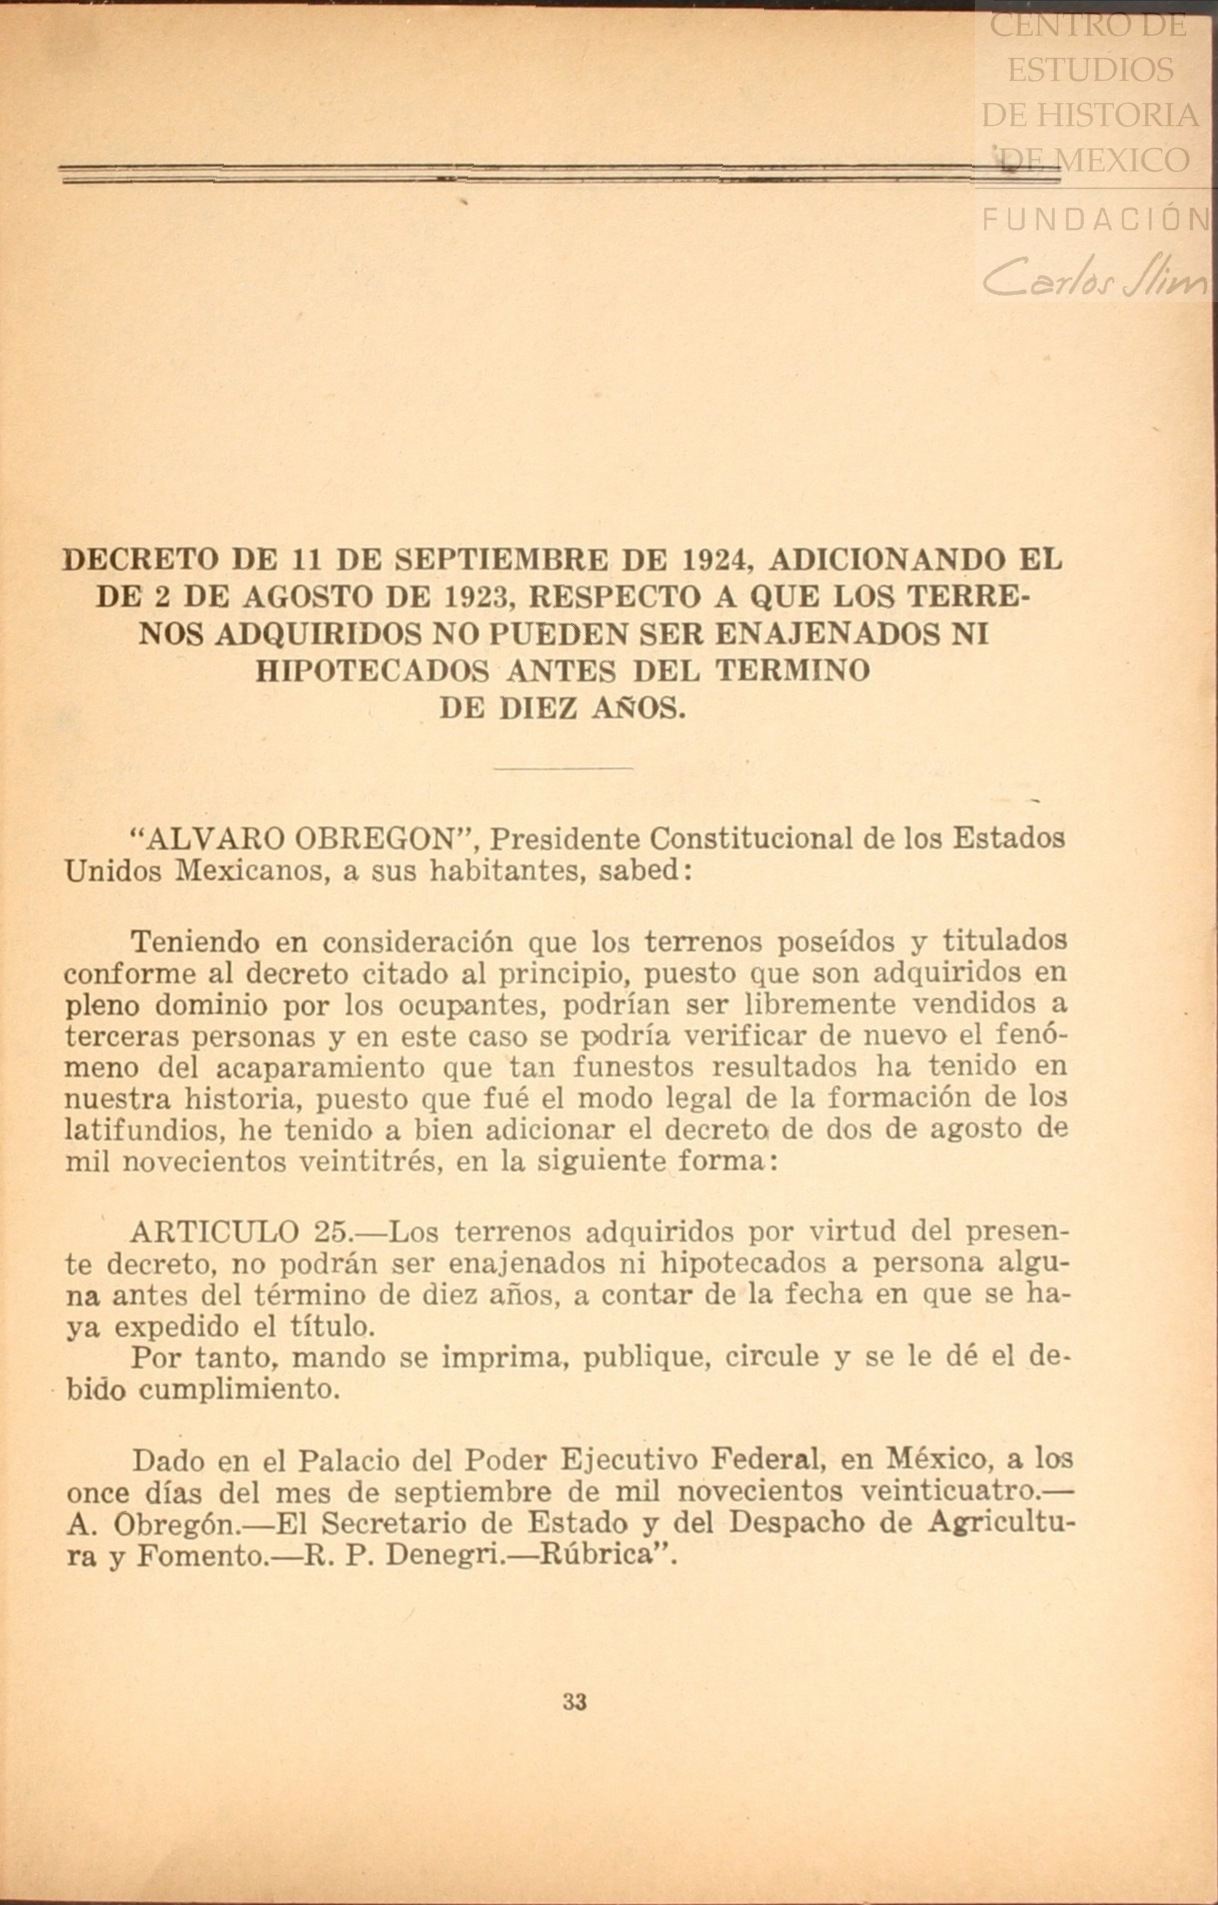 CENTRO DE
ESTUDIOS
DE HISTORIA
DE MEXICO
FUNDACIÓN
Carlos Slim
DECRETO DE 11 DE SEPTIEMBRE DE 1924, ADICIONANDO EL
DE 2 DE AGOSTO DE 1923, RESPECTO A QUE LOS TERRE-
NOS ADQUIRIDOS NO PUEDEN SER ENAJENADOS NI
HIPOTECADOS ANTES DEL TERMINO
DE DIEZ AÑOS.
“ALVARO OBREGON”, Presidente Constitucional de los Estados
Unidos Mexicanos, a sus habitantes, sabed:
Teniendo en consideración que los terrenos poseídos y titulados
conforme al decreto citado al principio, puesto que son adquiridos en
pleno dominio por los ocupantes, podrían ser libremente vendidos a
terceras personas y en este caso se podría verificar de nuevo el fenó-
meno del acaparamiento que tan funestos resultados ha tenido en
nuestra historia, puesto que fué el modo legal de la formación de los
latifundios, he tenido a bien adicionar el decreto de dos de agosto de
mil novecientos veintitrés, en la siguiente forma:
ARTICULO 25.—Los terrenos adquiridos por virtud del presen-
te decreto, no podrán ser enajenados ni hipotecados a persona algu-
na antes del término de diez años, a contar de la fecha en que se ha-
ya expedido el título.
Por tanto, mando se imprima, publique, circule y se le dé el de-
bido cumplimiento.
Dado en el Palacio del Poder Ejecutivo Federal, en México, a los
once días del mes de septiembre de mil novecientos veinticuatro.—
A. Obregón.—El Secretario de Estado y del Despacho de Agricultu-
ra y Fomento.—R. P. Denegri.—Rúbrica”.
33